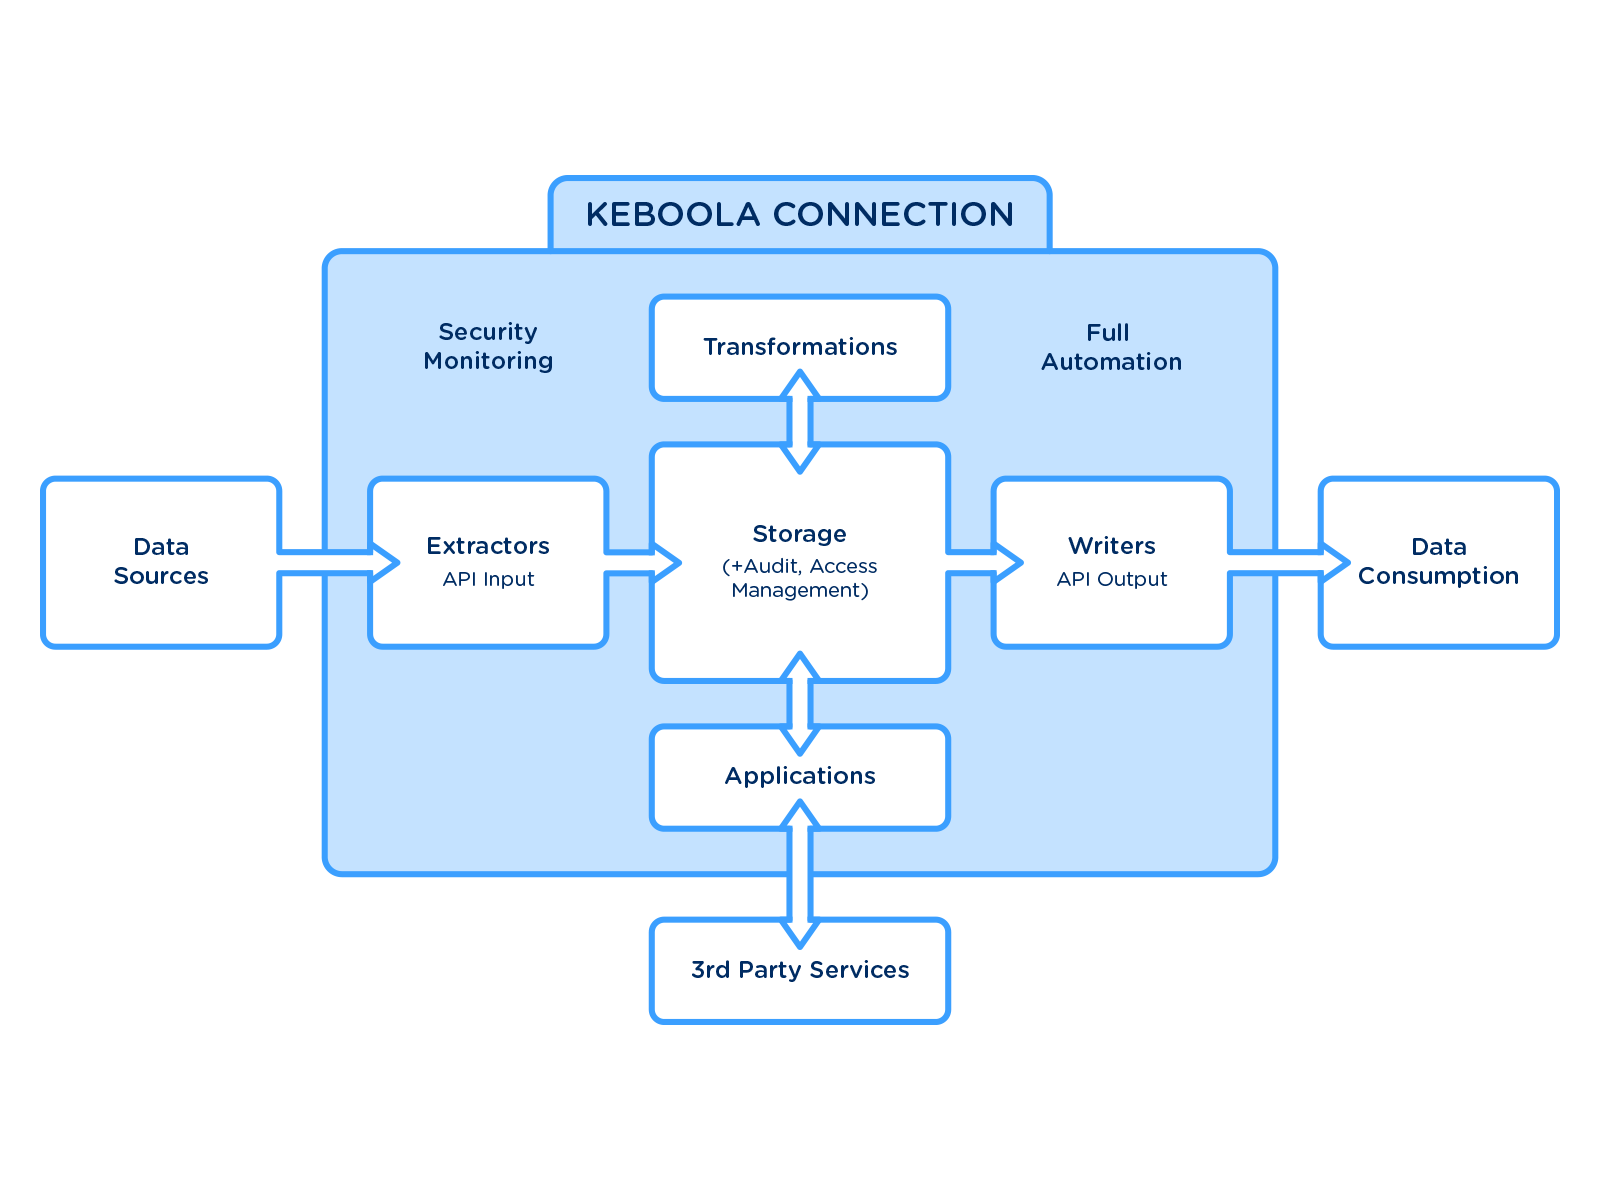 KEBOOLA CONNECTION
Security
Monitoring
Transformations
Full
Automation
Data
Sources
Extractors
API Input
Storage
(+Audit, Access
Management)
Writers
API Output
Data
Consumption
Applications
3rd Party Services